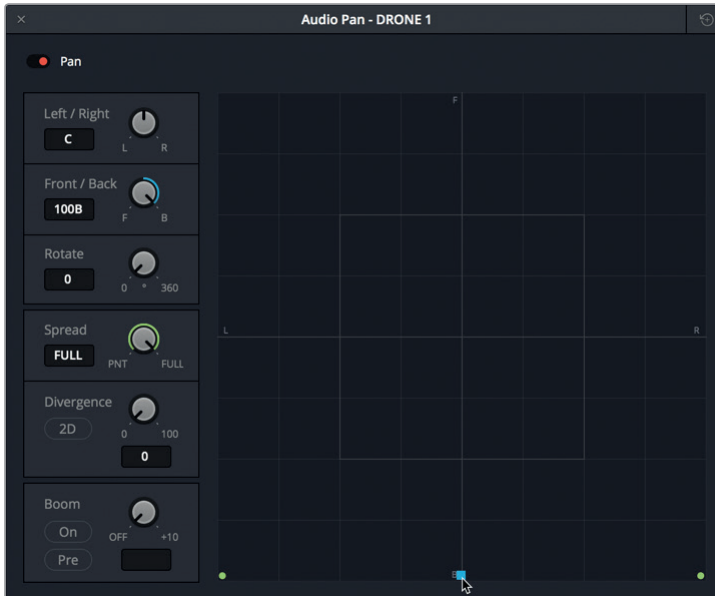 Audio Pan - DRONE 1
Pan
Left / Right
C
L R
Front / Back
100B
F B
Rotate
0
0 ° 360
Spread
FULL
PNT FULL
Divergence
2D
0 100
0
Boom
On
OFF +10
Pre
F
L R